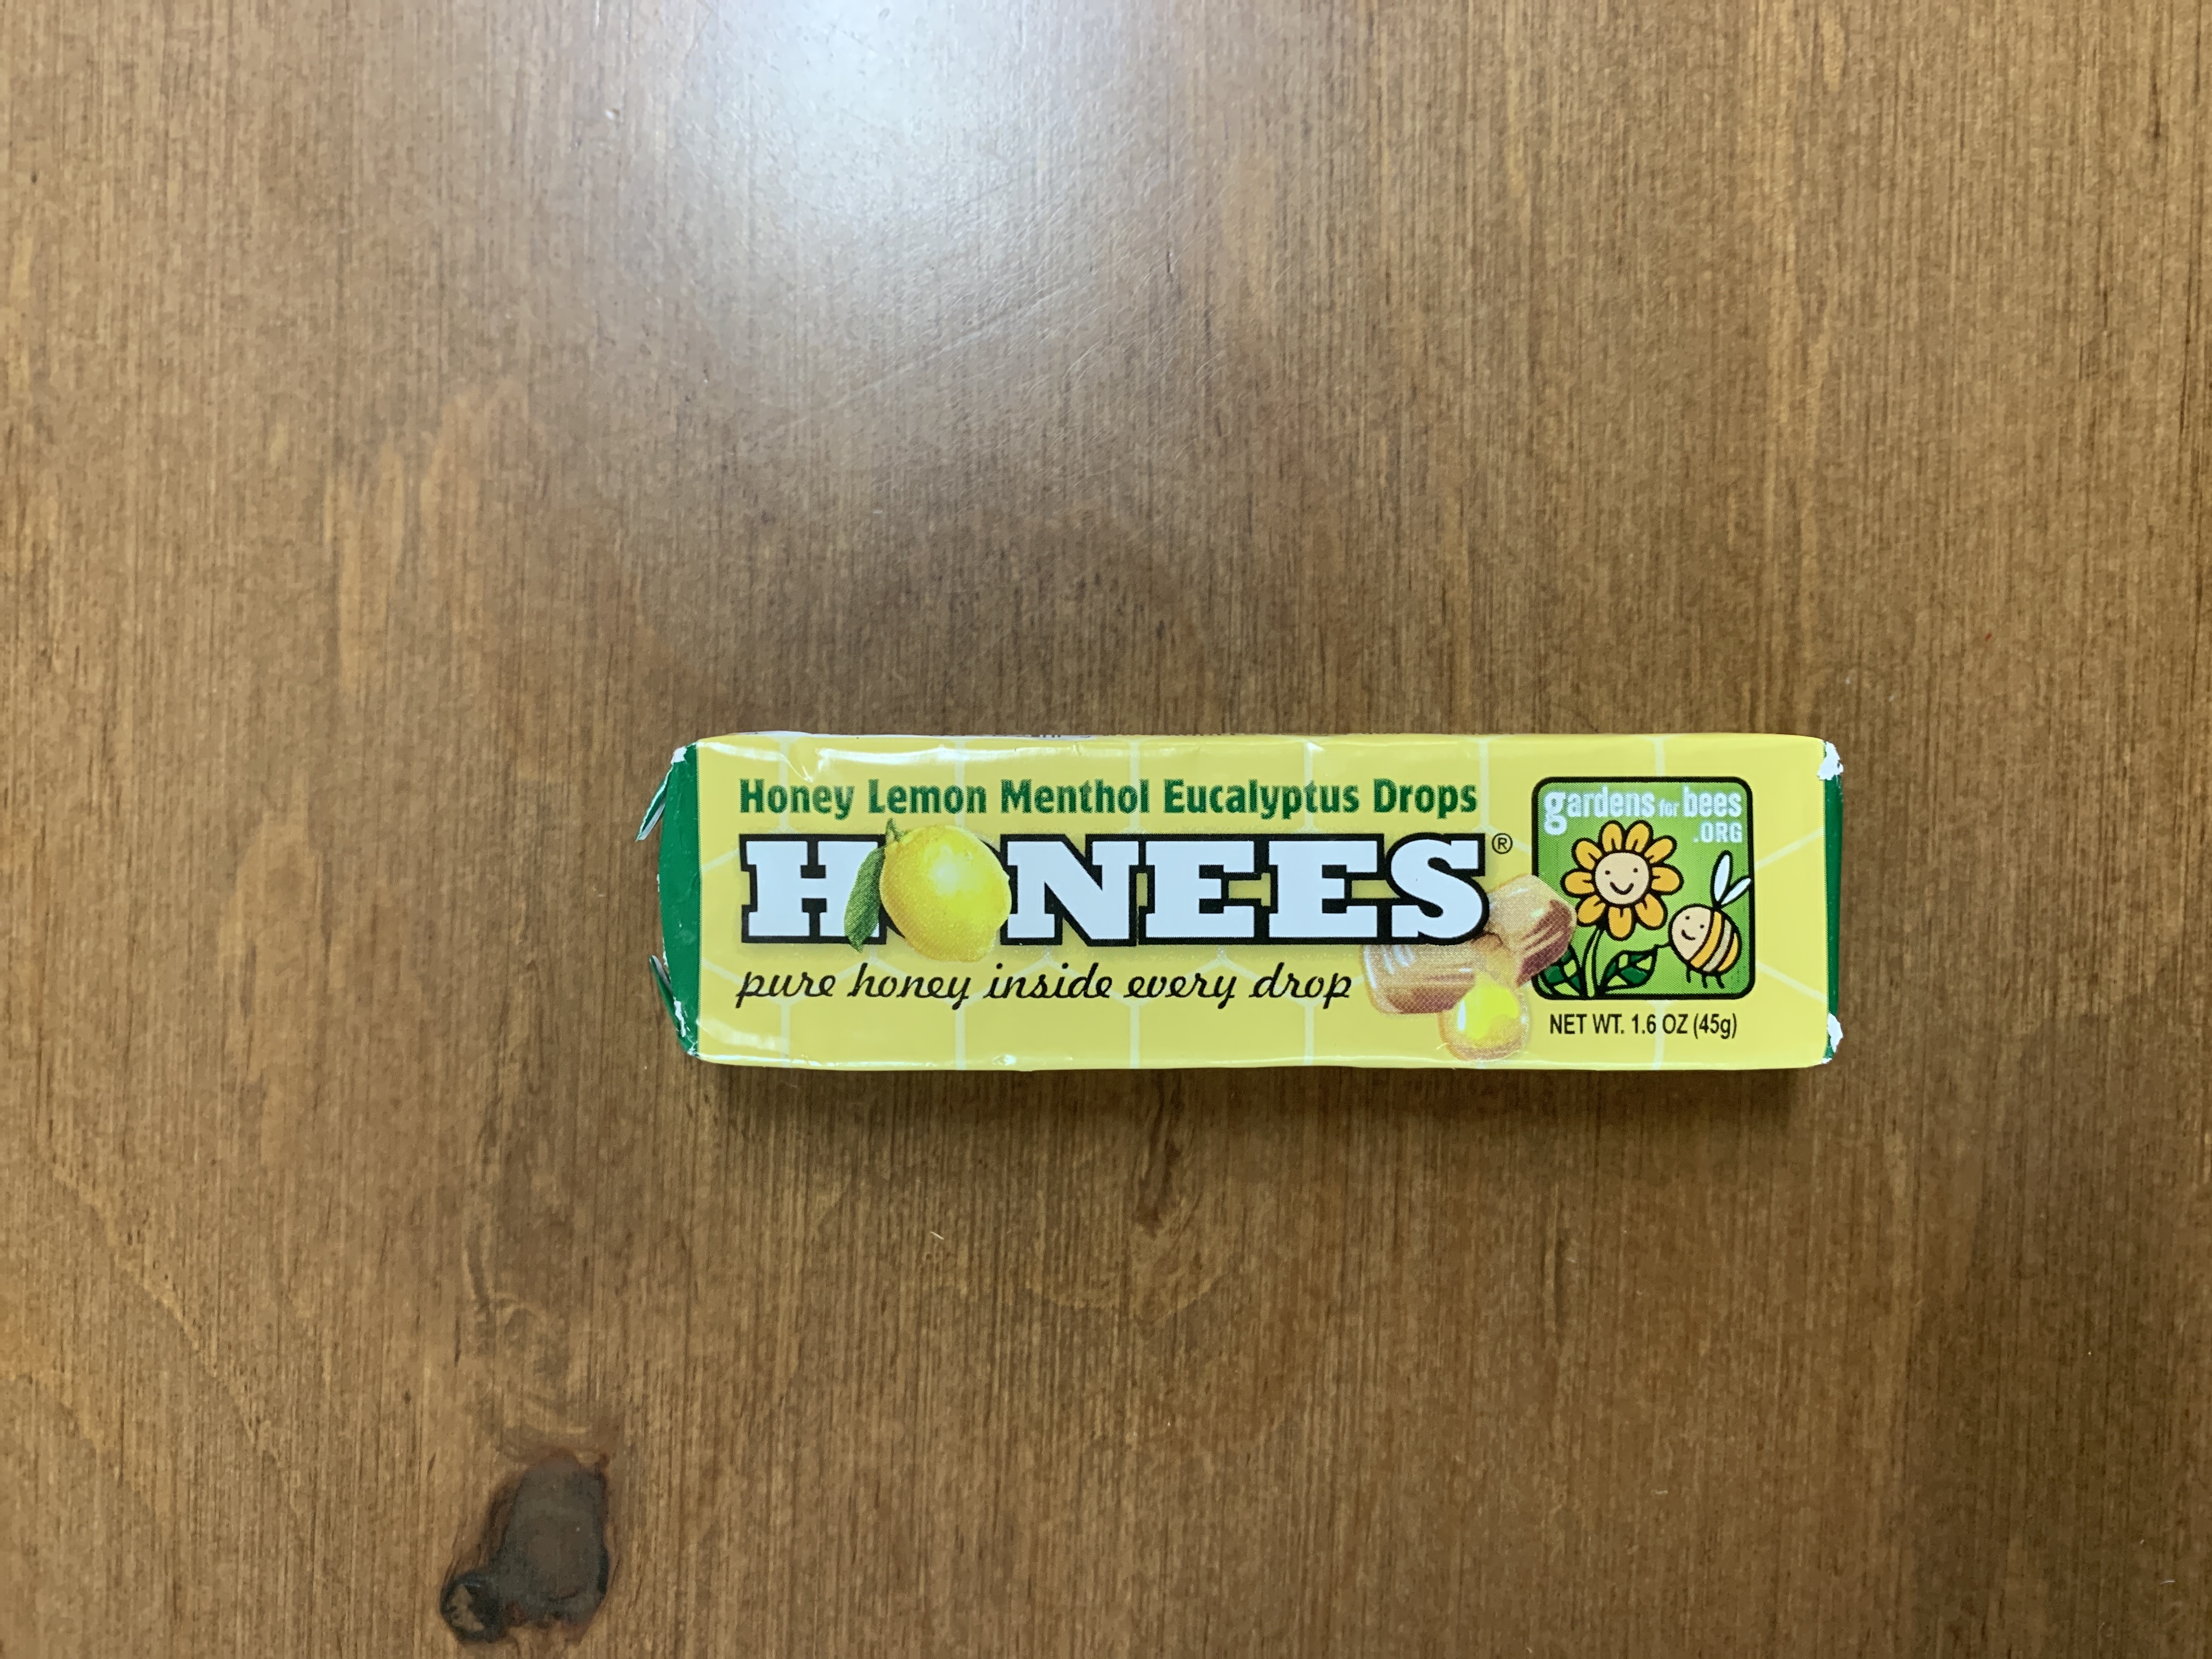 Honey Lemon Menthol Eucalyptus Drops
HONEES®
pure honey inside every drop
gardens for bees
.ORG
NET WT. 1.6 OZ (45g)